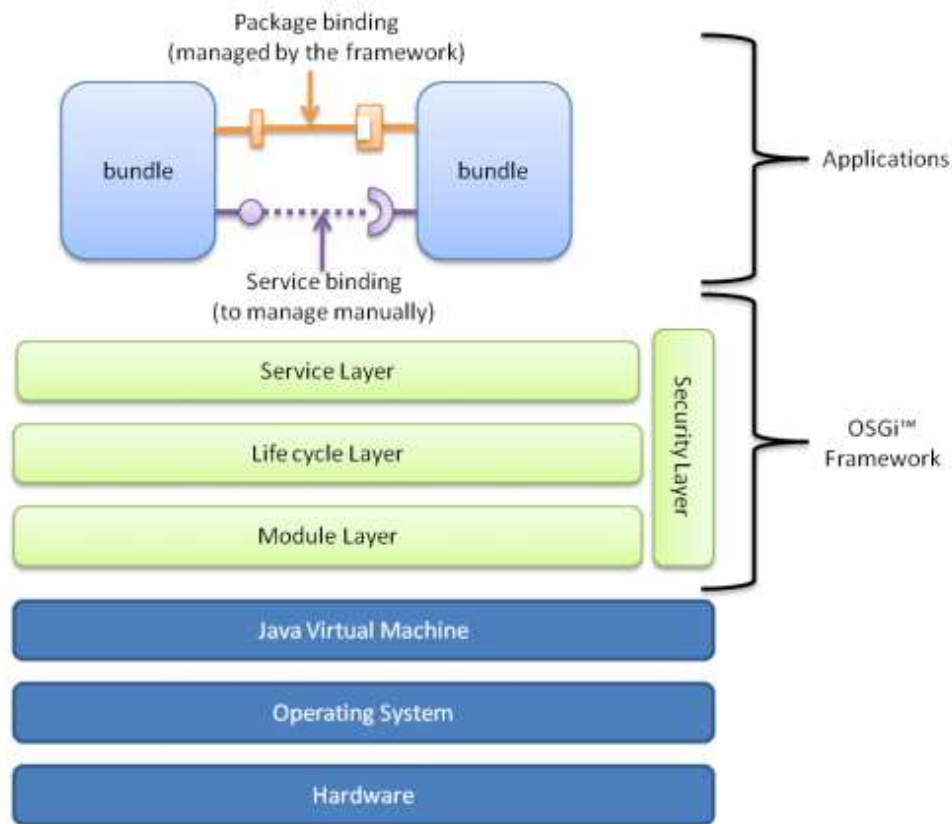 Package binding
(managed by the framework)
bundle
bundle
Applications
Service binding
(to manage manually)
Service Layer
Life cycle Layer
Module Layer
Security Layer
OSGi™
Framework
Java Virtual Machine
Operating System
Hardware